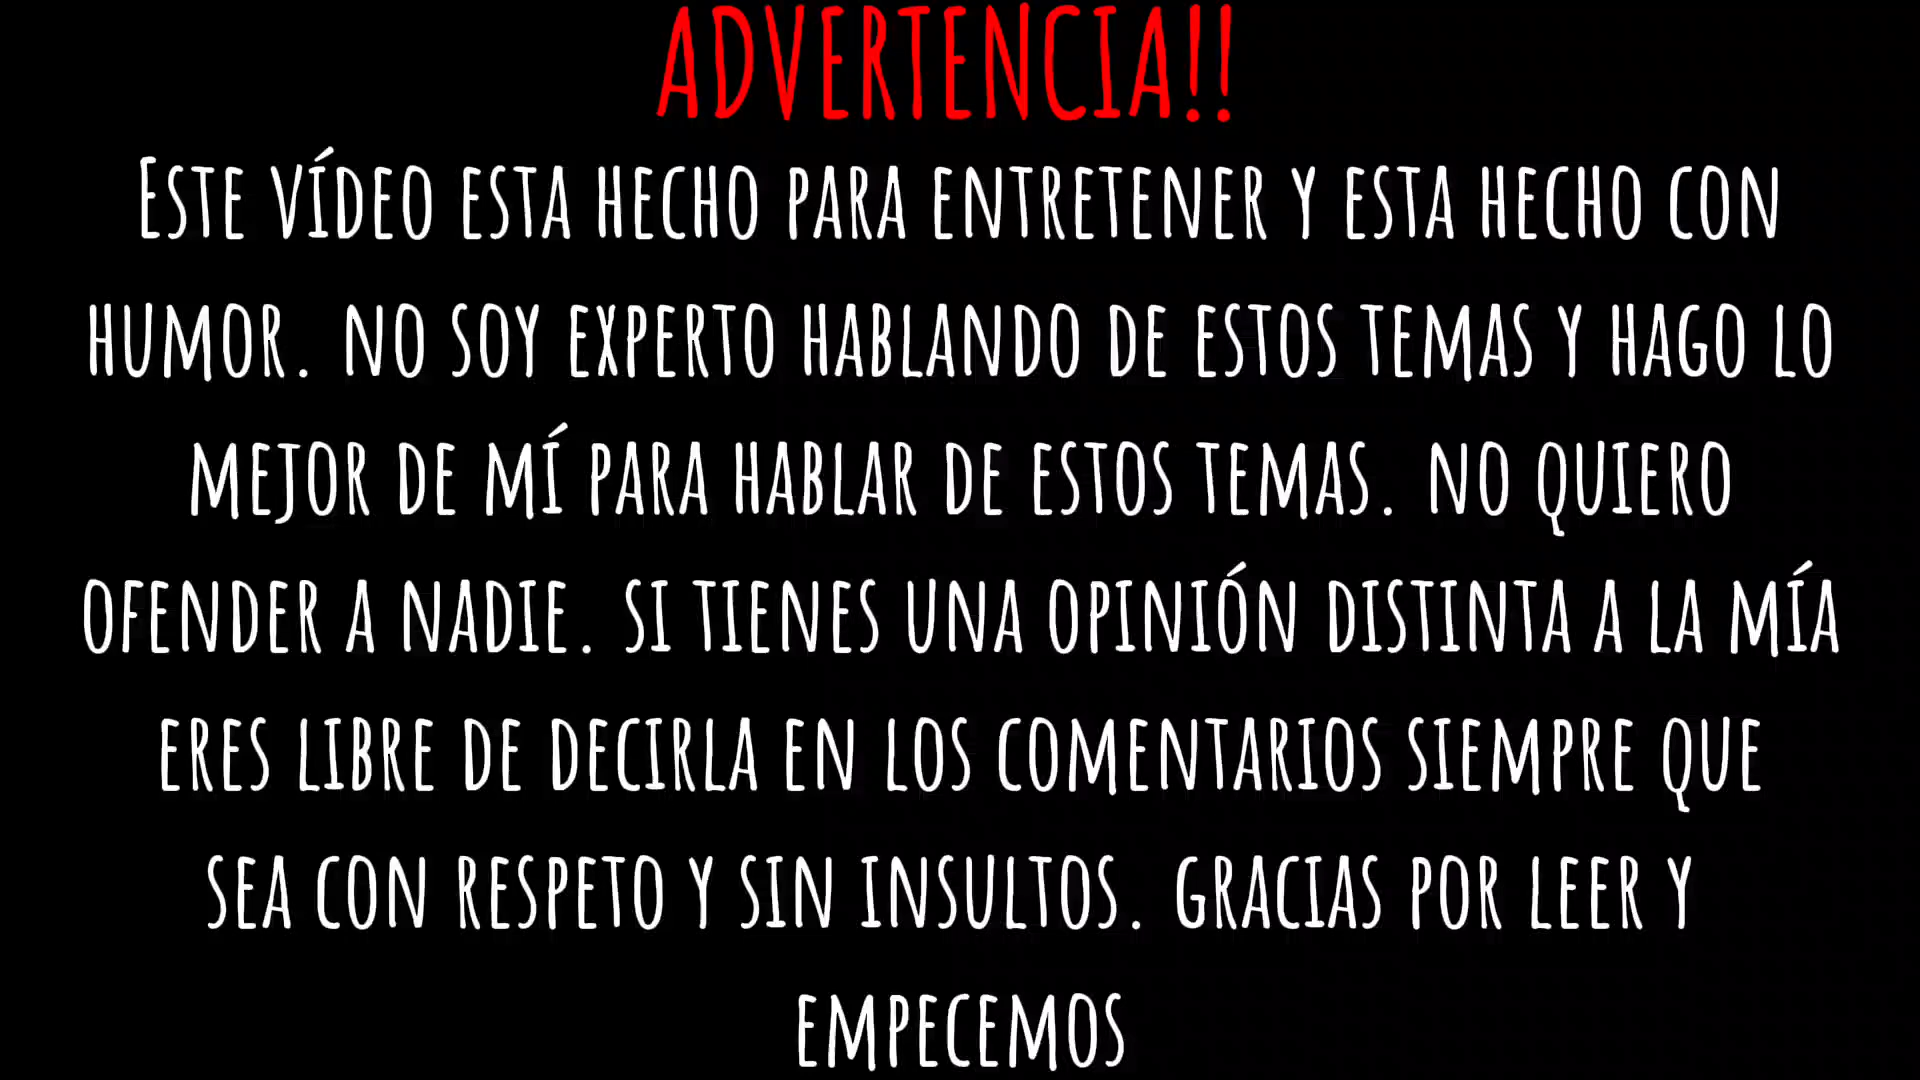 ADVERTENCIA!!
Este vídeo esta hecho para entretener y esta hecho con
humor. no soy experto hablando de estos temas y hago lo
mejor de mí para hablar de estos temas. no quiero
ofender a nadie. si tienes una opinión distinta a la mía
eres libre de decirla en los comentarios siempre que
sea con respeto y sin insultos. gracias por leer y
empecemos